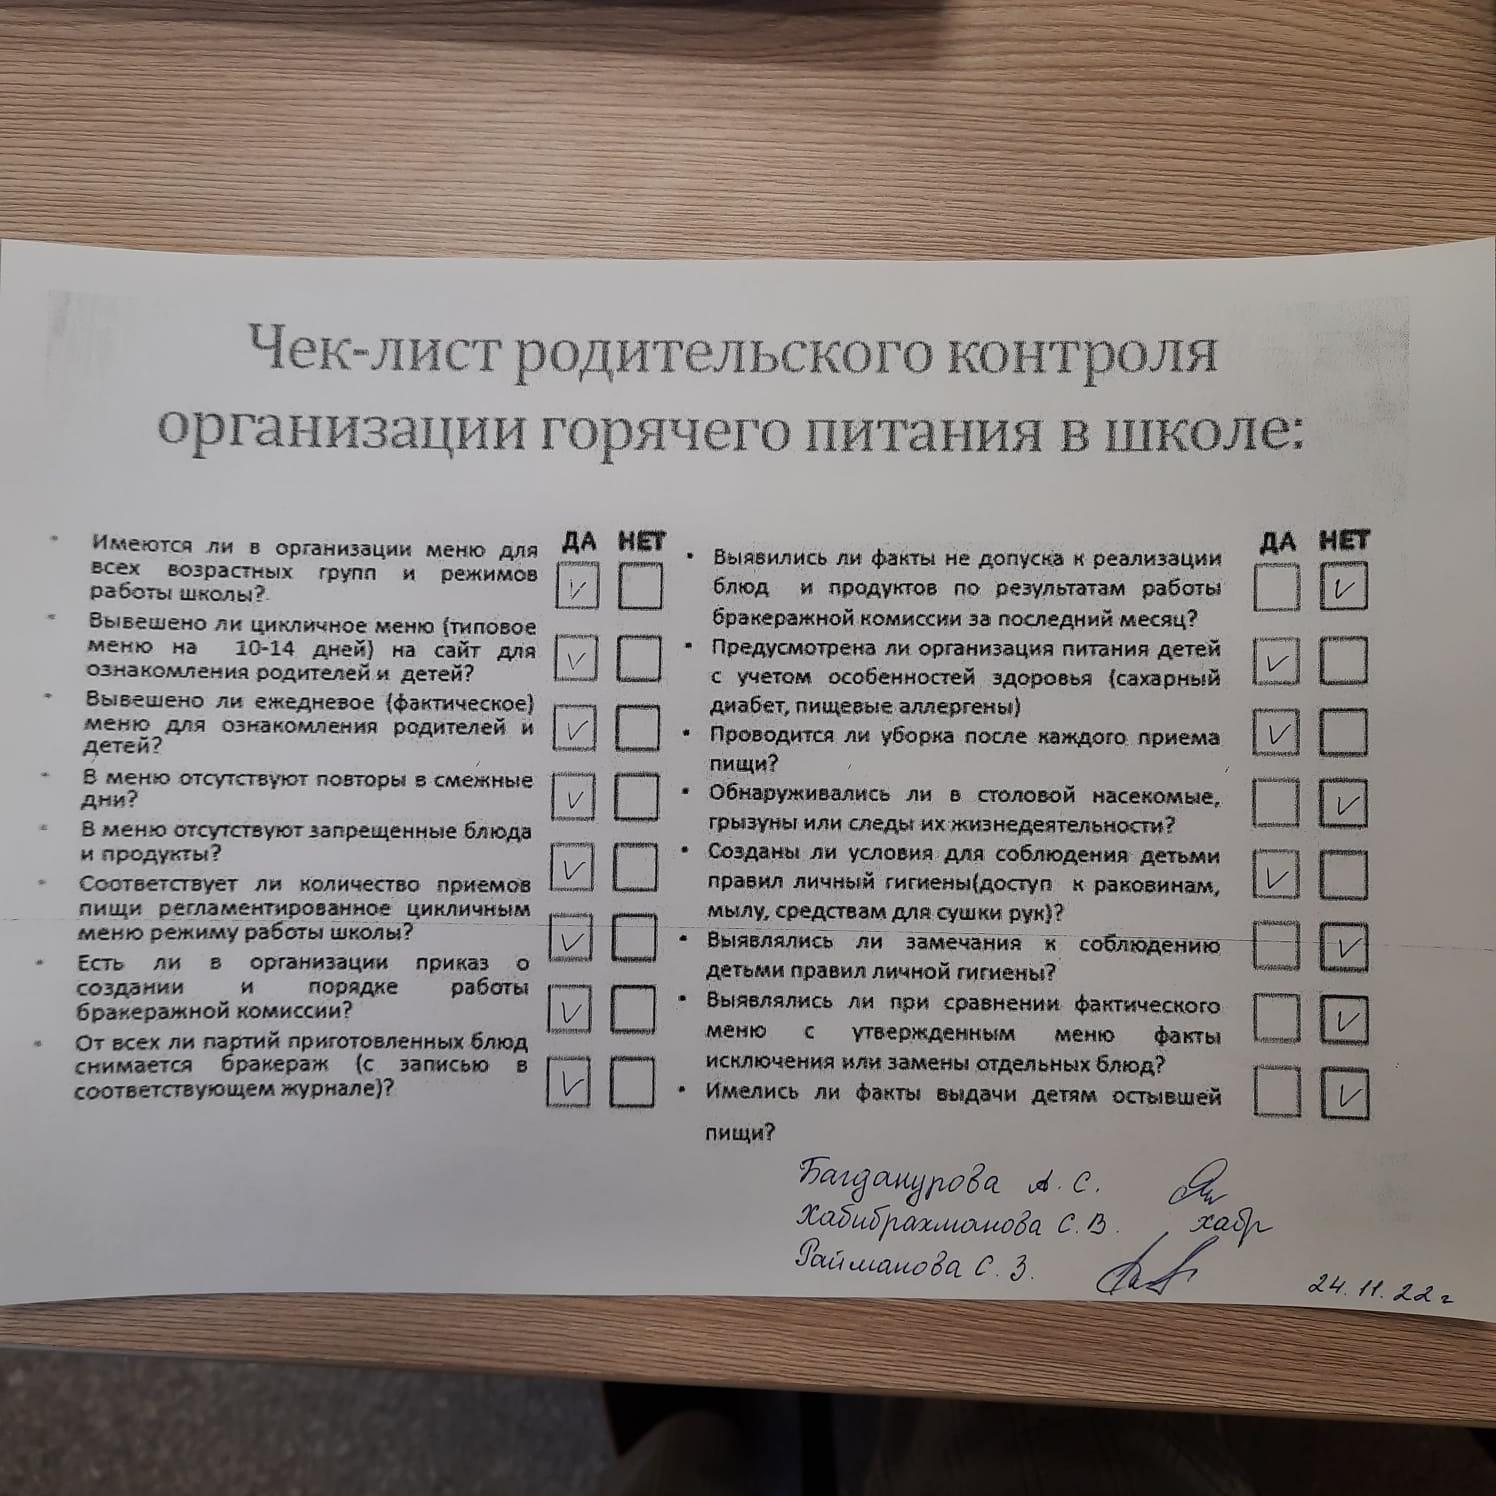 Чек-лист родительского контроля
организации горячего питания в школе:
ДА НЕТ
Имеются ли в организации меню для
всех возрастных групп и режимов
работы школы?
Вывешено ли цикличное меню (типовое
меню на 10-14 дней) на сайт для
ознакомления родителей и детей?
Вывешено ли ежедневное (фактическое)
меню для ознакомления родителей и
детей?
В меню отсутствуют повторы в смежные
дни?
В меню отсутствуют запрещенные блюда
и продукты?
Соответствует ли количество приемов
пищи регламентированное цикличным
меню режиму работы школы?
Есть ли в организации приказ о
создании и порядке работы
бракеражной комиссии?
От всех ли партий приготовленных блюд
снимается бракераж (с записью в
соответствующем журнале)?
ДА НЕТ
Выявились ли факты не допуска к реализации
блюд и продуктов по результатам работы
бракеражной комиссии за последний месяц?
Предусмотрена ли организация питания детей
с учетом особенностей здоровья (сахарный
диабет, пищевые аллергены)
Проводится ли уборка после каждого приема
пищи?
Обнаруживались ли в столовой насекомые,
грызуны или следы их жизнедеятельности?
Созданы ли условия для соблюдения детьми
правил личный гигиены(доступ к раковинам,
мылу, средствам для сушки рук)?
Выявлялись ли замечания к соблюдению
детьми правил личной гигиены?
Выявлялись ли при сравнении фактического
меню с утвержденным меню факты
исключения или замены отдельных блюд?
Имелись ли факты выдачи детям остывшей
пищи?
Багданурова А. С.
Хабибрахманова С. В. хабр
Райманова С. З.
24.11.22 г